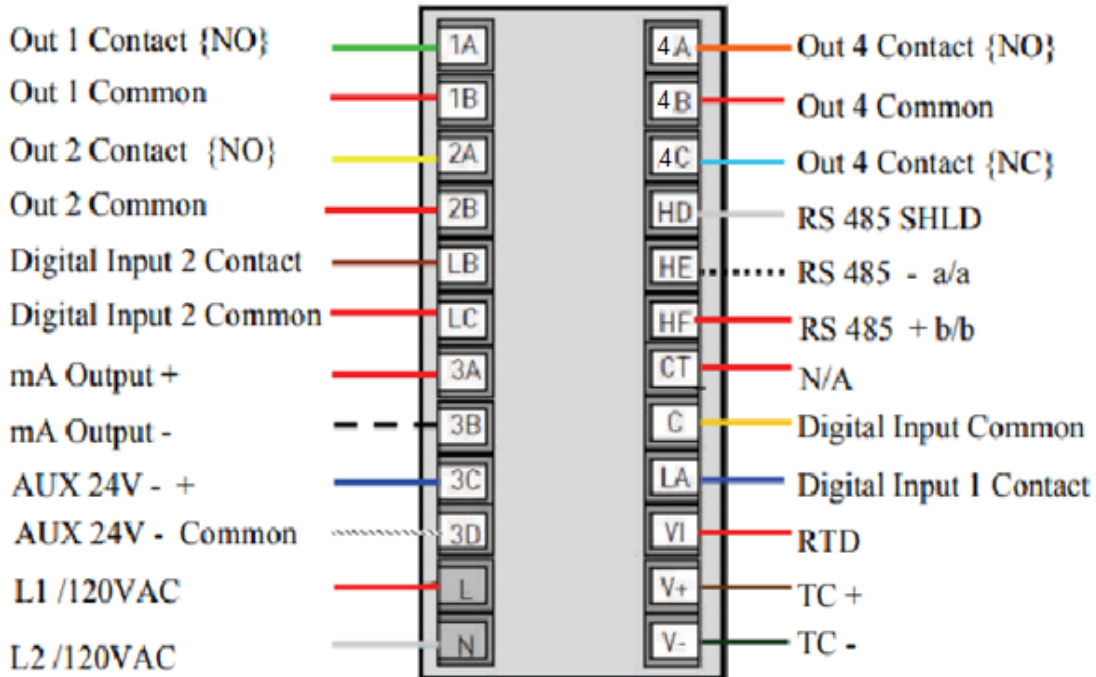 Out 1 Contact {NO} 1A 4.A Out 4 Contact {NO}
Out 1 Common 1B 4.B Out 4 Common
Out 2 Contact {NO} 2A 4C Out 4 Contact {NC}
Out 2 Common 2B HD RS 485 SHLD
Digital Input 2 Contact LB HE RS 485 - a/a
Digital Input 2 Common LC HF RS 485 + b/b
mA Output + 3A CT N/A
mA Output - 3B C Digital Input Common
AUX 24V - + 3C LA Digital Input 1 Contact
AUX 24V - Common 3D VI RTD
L1 /120VAC L V+ TC +
L2 /120VAC N V- TC -